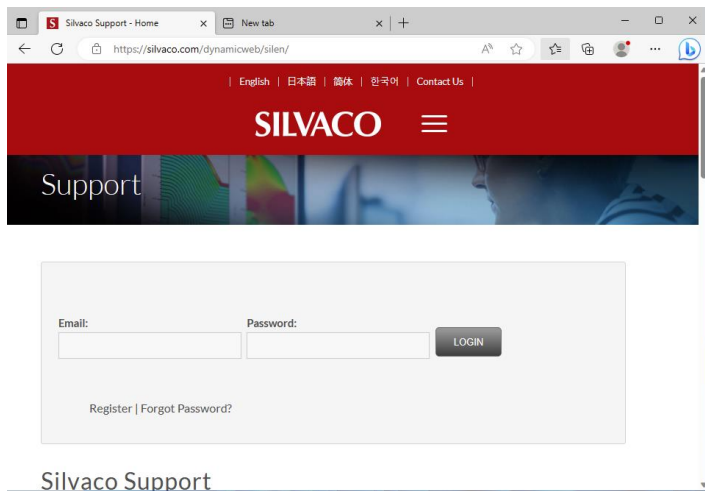 Silvaco Support - Home
New tab
https://silvaco.com/dynamicweb/silen/
| English | 日本語 | 简体 | 한국어 | Contact Us |
SILVACO
Support
Email:
Password:
LOGIN
Register | Forgot Password?
Silvaco Support